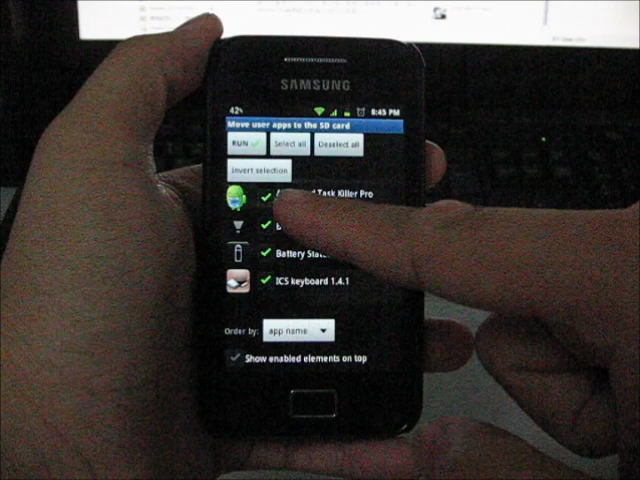 SAMSUNG
42% 8:45 PM
Move user apps to the SD card
RUN Select all Deselect all
Invert selection
Task Killer Pro
Battery
ICS keyboard 1.4.1
Order by: app name
Show enabled elements on top